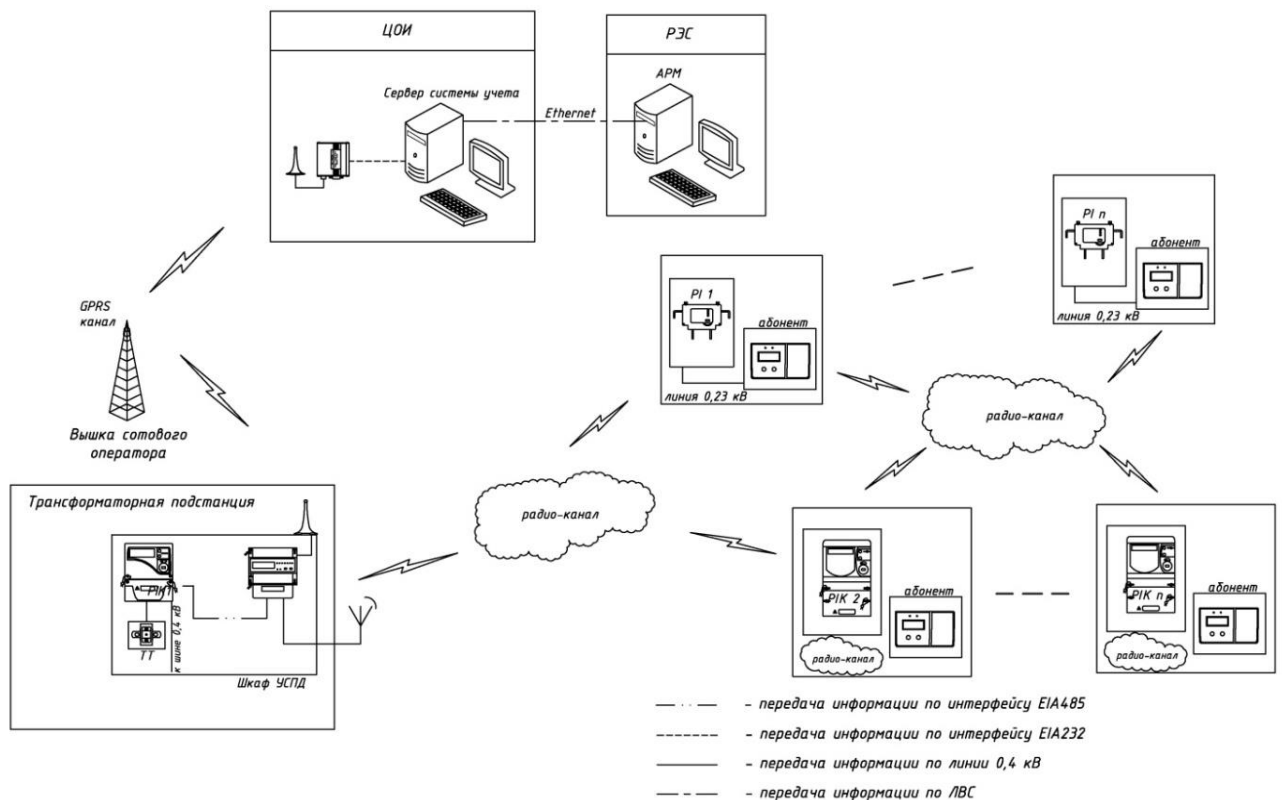 ЦОИ
РЭС
Сервер системы учета
Ethernet
АРМ
GPRS
канал
Вышка сотового
оператора
PI 1
абонент
линия 0,23 кВ
PI n
абонент
линия 0,23 кВ
радио-канал
радио-канал
Трансформаторная подстанция
PIK1
ТТ
к шине 0,4 кВ
Шкаф УСПД
PIK 2
абонент
радио-канал
PIK n
абонент
радио-канал
- передача информации по интерфейсу EIA485
- передача информации по интерфейсу EIA232
- передача информации по линии 0,4 кВ
- передача информации по ЛВС